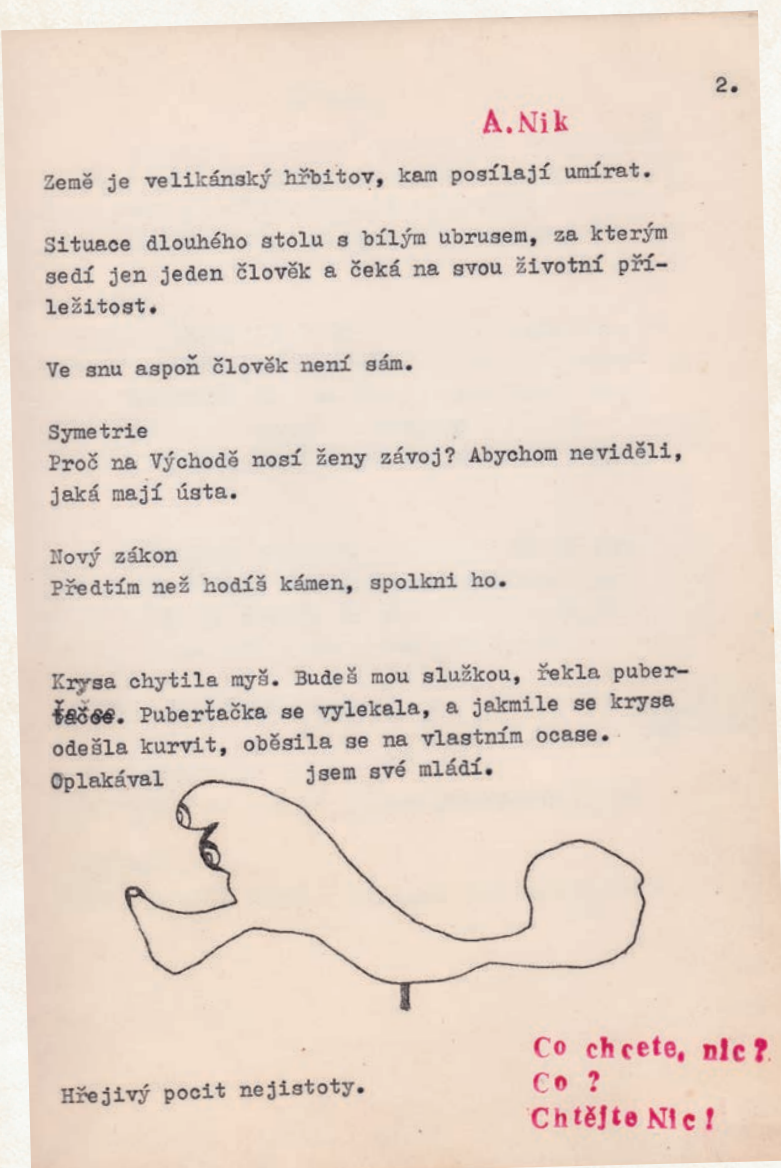 2.
A.Nik
Země je velikánský hřbitov, kam posílají umírat.
Situace dlouhého stolu s bílým ubrusem, za kterým
sedí jen jeden člověk a čeká na svou životní pří-
ležitost.
Ve snu aspoň člověk není sám.
Symetrie
Proč na Východě nosí ženy závoj? Abychom neviděli,
jaká mají ústa.
Nový zákon
Předtím než hodíš kámen, spolkni ho.
Krysa chytila myš. Budeš mou služkou, řekla puber-
ťačce. Puberťačka se vylekala, a jakmile se krysa
odešla kurvit, oběsila se na vlastním ocase.
Oplakával jsem své mládí.
Hřejivý pocit nejistoty.
Co chcete, nic?
Co ?
Chtějte Nic!